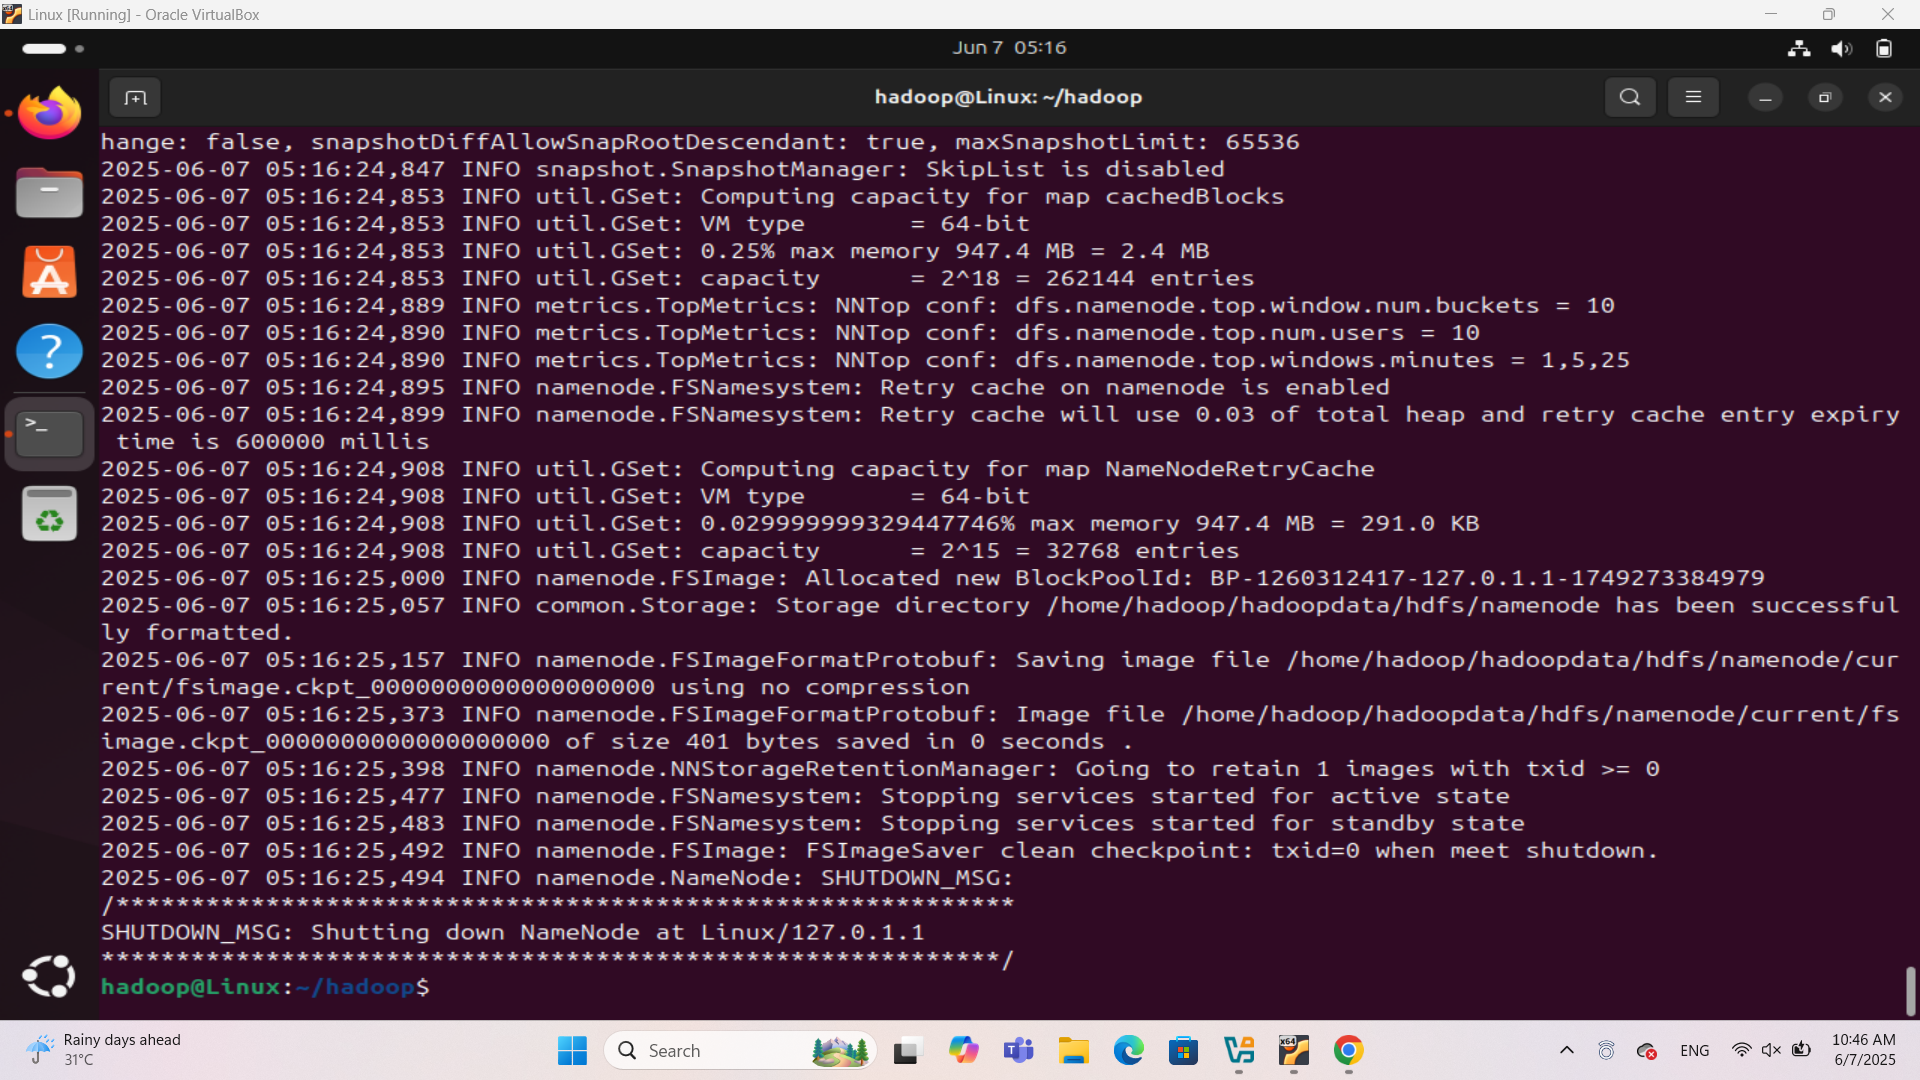 Linux [Running] - Oracle VirtualBox
Jun 7 05:16
hadoop@Linux: ~/hadoop
hange: false, snapshotDiffAllowSnapRootDescendant: true, maxSnapshotLimit: 65536
2025-06-07 05:16:24,847 INFO snapshot.SnapshotManager: SkipList is disabled
2025-06-07 05:16:24,853 INFO util.GSet: Computing capacity for map cachedBlocks
2025-06-07 05:16:24,853 INFO util.GSet: VM type       = 64-bit
2025-06-07 05:16:24,853 INFO util.GSet: 0.25% max memory 947.4 MB = 2.4 MB
2025-06-07 05:16:24,853 INFO util.GSet: capacity      = 2^18 = 262144 entries
2025-06-07 05:16:24,889 INFO metrics.TopMetrics: NNTop conf: dfs.namenode.top.window.num.buckets = 10
2025-06-07 05:16:24,890 INFO metrics.TopMetrics: NNTop conf: dfs.namenode.top.num.users = 10
2025-06-07 05:16:24,890 INFO metrics.TopMetrics: NNTop conf: dfs.namenode.top.windows.minutes = 1,5,25
2025-06-07 05:16:24,895 INFO namenode.FSNamesystem: Retry cache on namenode is enabled
2025-06-07 05:16:24,899 INFO namenode.FSNamesystem: Retry cache will use 0.03 of total heap and retry cache entry expiry
 time is 600000 millis
2025-06-07 05:16:24,908 INFO util.GSet: Computing capacity for map NameNodeRetryCache
2025-06-07 05:16:24,908 INFO util.GSet: VM type       = 64-bit
2025-06-07 05:16:24,908 INFO util.GSet: 0.029999999329447746% max memory 947.4 MB = 291.0 KB
2025-06-07 05:16:24,908 INFO util.GSet: capacity      = 2^15 = 32768 entries
2025-06-07 05:16:25,000 INFO namenode.FSImage: Allocated new BlockPoolId: BP-1260312417-127.0.1.1-1749273384979
2025-06-07 05:16:25,057 INFO common.Storage: Storage directory /home/hadoop/hadoopdata/hdfs/namenode has been successful
ly formatted.
2025-06-07 05:16:25,157 INFO namenode.FSImageFormatProtobuf: Saving image file /home/hadoop/hadoopdata/hdfs/namenode/cur
rent/fsimage.ckpt_0000000000000000000 using no compression
2025-06-07 05:16:25,373 INFO namenode.FSImageFormatProtobuf: Image file /home/hadoop/hadoopdata/hdfs/namenode/current/fs
image.ckpt_0000000000000000000 of size 401 bytes saved in 0 seconds .
2025-06-07 05:16:25,398 INFO namenode.NNStorageRetentionManager: Going to retain 1 images with txid >= 0
2025-06-07 05:16:25,477 INFO namenode.FSNamesystem: Stopping services started for active state
2025-06-07 05:16:25,483 INFO namenode.FSNamesystem: Stopping services started for standby state
2025-06-07 05:16:25,492 INFO namenode.FSImage: FSImageSaver clean checkpoint: txid=0 when meet shutdown.
2025-06-07 05:16:25,494 INFO namenode.NameNode: SHUTDOWN_MSG:
/************************************************************
SHUTDOWN_MSG: Shutting down NameNode at Linux/127.0.1.1
************************************************************/
hadoop@Linux:~/hadoop$
Rainy days ahead
31°C
Search
ENG
10:46 AM
6/7/2025